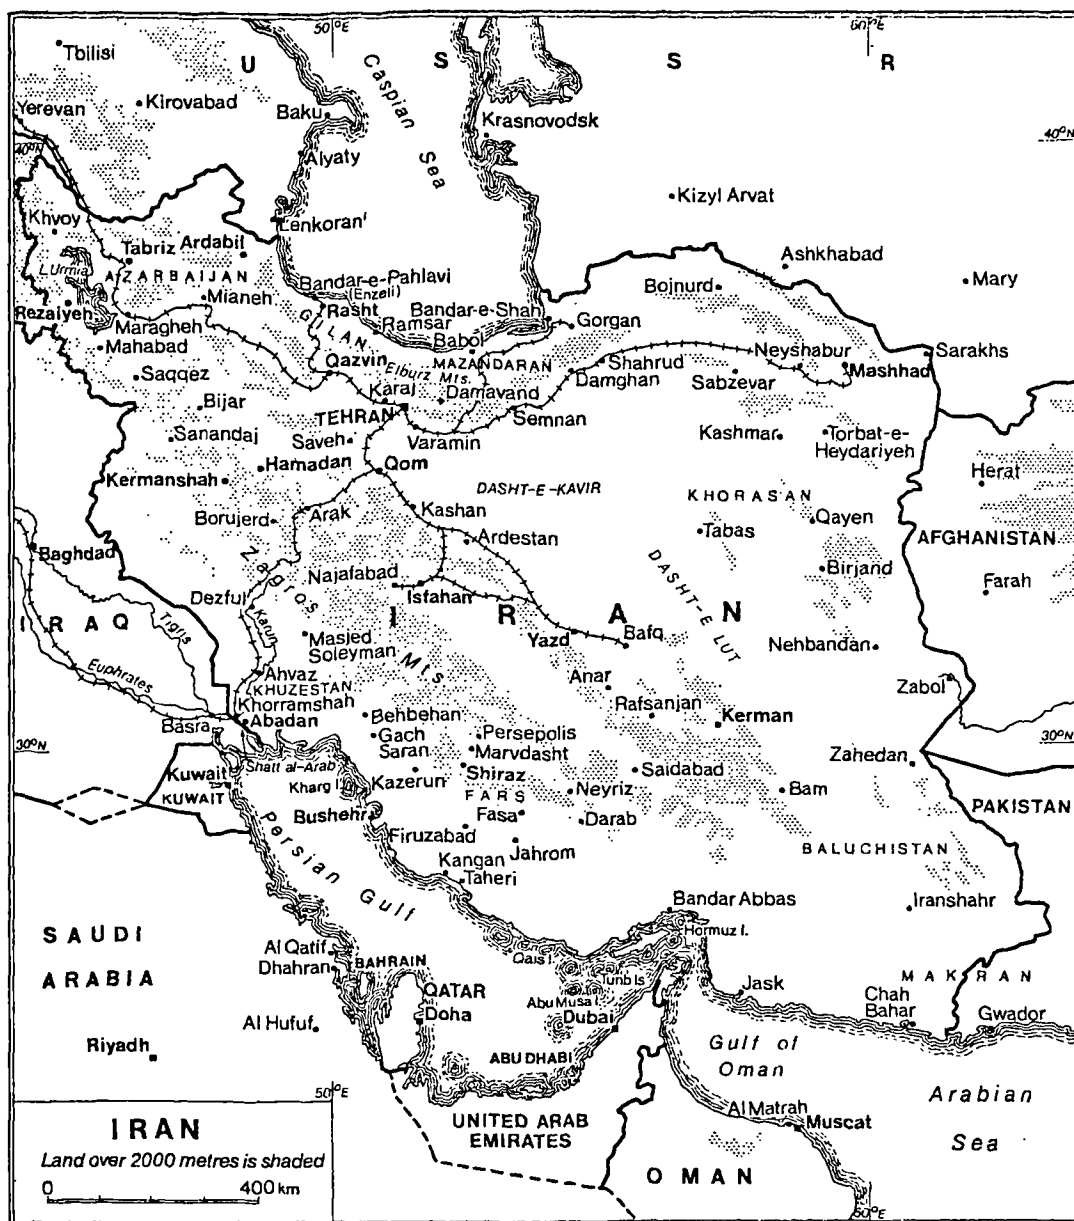 50°E
60°E
U S S R
Tbilisi
Kirovabad
Yerevan
Baku
Caspian Sea
Krasnovodsk
40°N
40°N
Alyaty
Kizyl Arvat
Khvoy
Lenkoran'
Tabriz
Ardabil
Ashkhabad
L.Urmia
AZARBAIJAN
Mary
Bandar-e-Pahlavi
(Enzeli)
Bojnurd
Mianeh
Rezaiyeh
Rasht
Bandar-e-Shah
Gorgan
Maragheh
GILAN
Ramsar
Mahabad
Babol
Sarakhs
Qazvin
Elburz Mts.
MAZANDARAN
Shahrud
Neyshabur
Mashhad
Saqqez
Damghan
Sabzevar
Karaj
Damavand
Bijar
TEHRAN
Semnan
Varamin
Sanandaj
Saveh
Kashmar
Torbat-e-
Heydariyeh
Hamadan
Qom
Herat
Kermanshah
DASHT-E-KAVIR
KHORASAN
Borujerd
Arak
Kashan
Tabas
Qayen
Ardestan
AFGHANISTAN
Baghdad
Zagros Mts
DASHT-E LUT
Birjand
Najafabad
Isfahan
Farah
Dezful
IRAN
IRAQ
Tigris
Karun
Masjed
Soleyman
Yazd
Bafq
Nehbandan
Euphrates
Ahvaz
Anar
Zabol
KHUZESTAN
Khorramshah
Rafsanjan
Basra
Abadan
Behbehan
Kerman
Gach
Saran
Persepolis
Marvdasht
30°N
30°N
Zahedan
Kuwait
Shatt al-Arab
Kharg I.
Kazerun
Shiraz
Saidabad
KUWAIT
FARS
Neyriz
Bam
PAKISTAN
Bushehr
Fasa
Darab
Persian Gulf
Firuzabad
Jahrom
BALUCHISTAN
Kangan
Taheri
Iranshahr
Bandar Abbas
SAUDI
ARABIA
Hormuz I.
Al Qatif
Dhahran
BAHRAIN
Qais I.
Tunb Is
MAKRAN
QATAR
Abu Musa I.
Jask
Chah
Bahar
Al Hufuf
Doha
Dubai
Gwador
Riyadh
ABU DHABI
Gulf of
Oman
50°E
Arabian
Sea
Al Matrah
Muscat
UNITED ARAB
EMIRATES
OMAN
IRAN
Land over 2000 metres is shaded
0 400 km
60°E